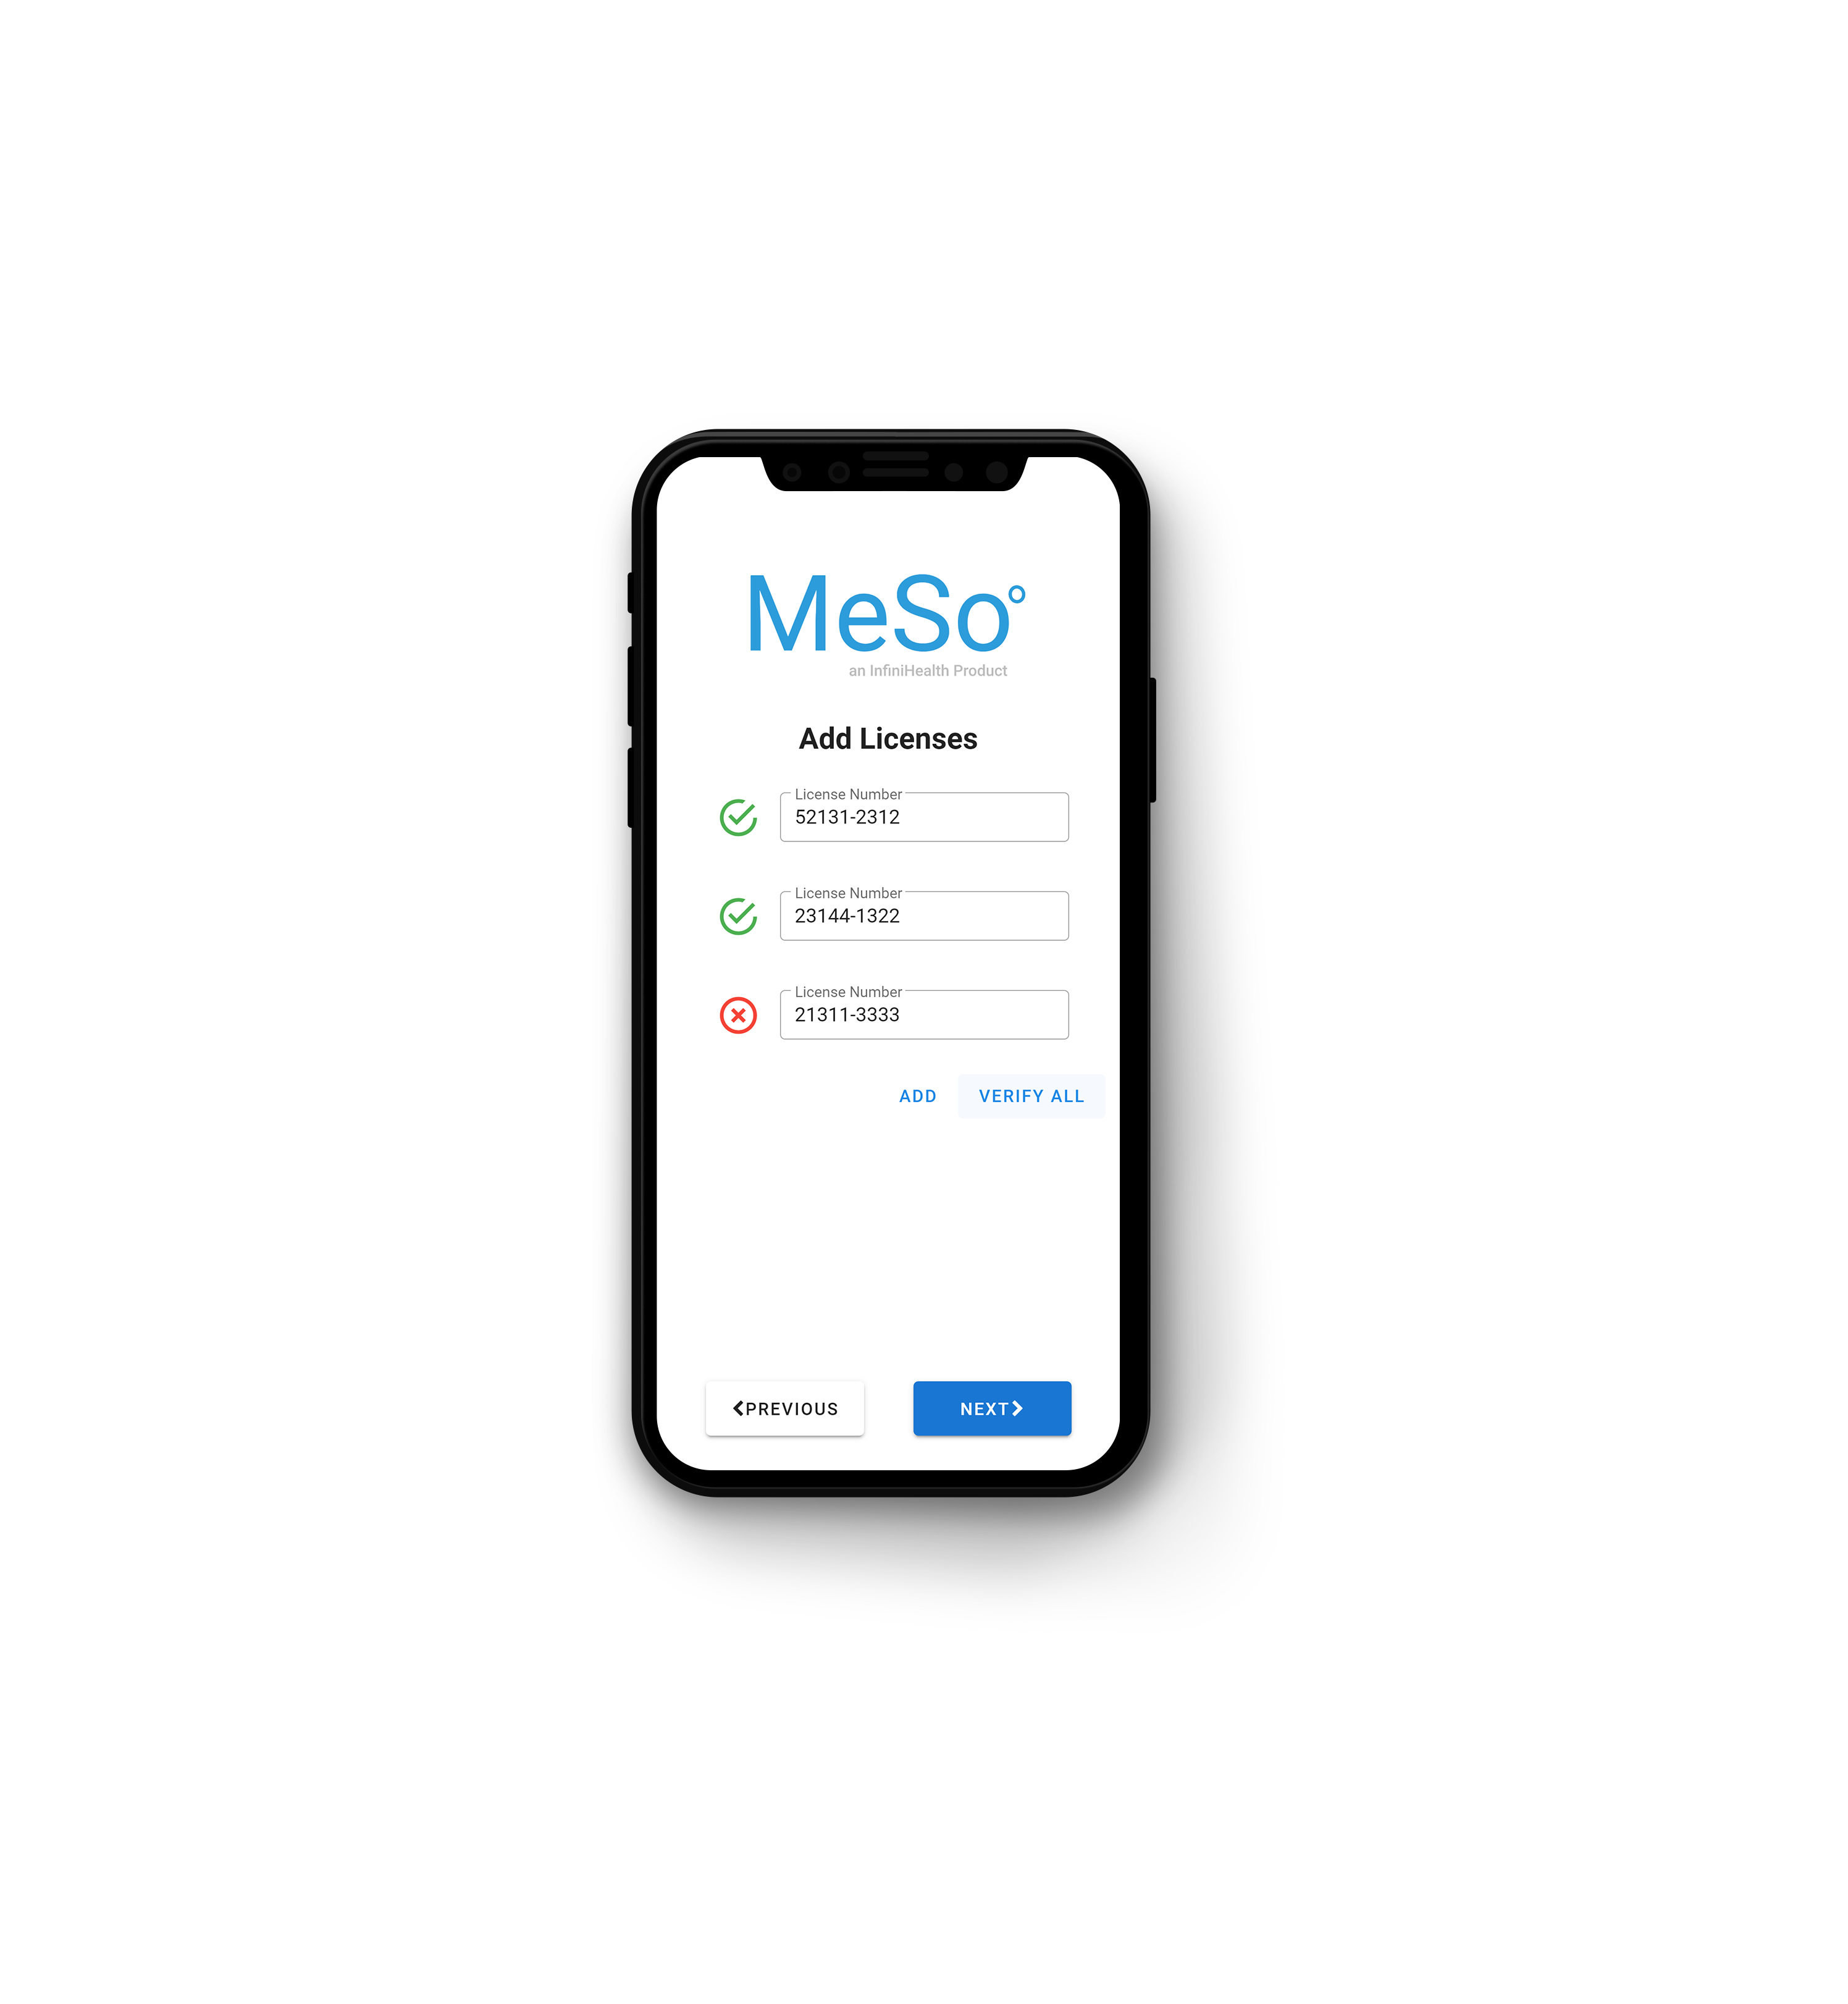 MeSo°
an InfiniHealth Product
Add Licenses
License Number
52131-2312
License Number
23144-1322
License Number
21311-3333
ADD VERIFY ALL
PREVIOUS NEXT